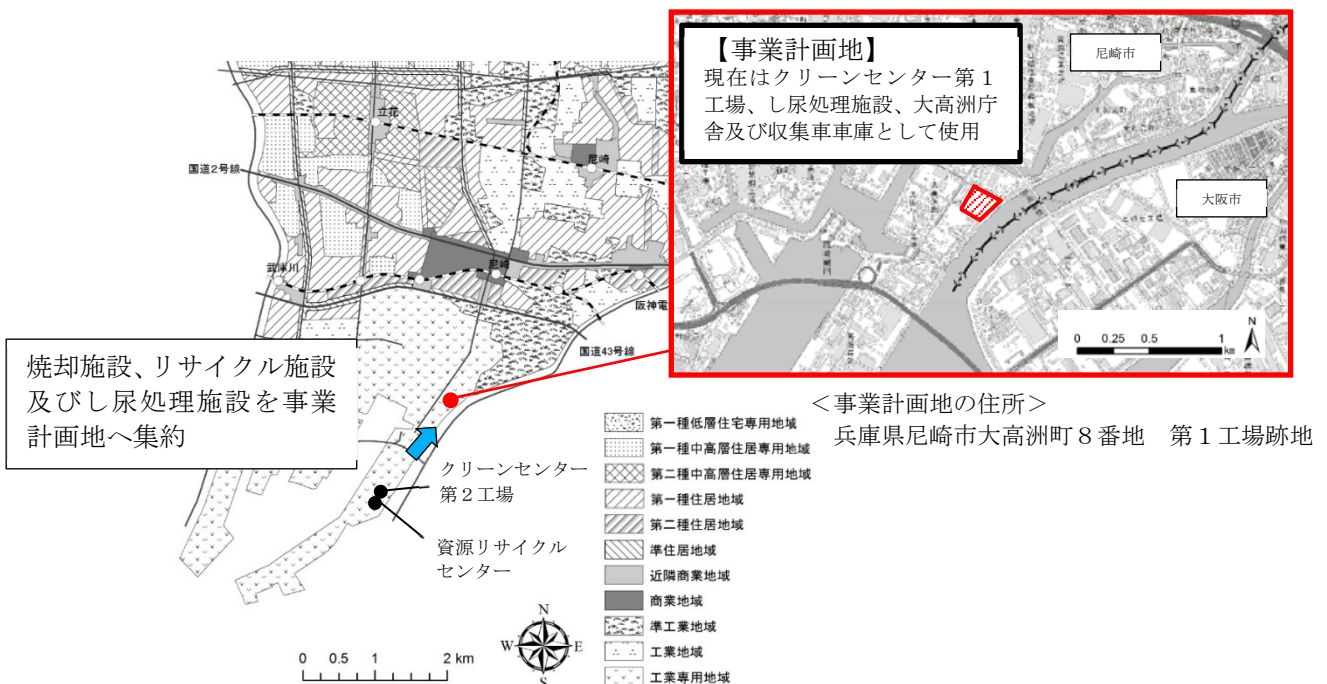 【事業計画地】
現在はクリーンセンター第１
工場、し尿処理施設、大高洲庁
舎及び収集車車庫として使用
尼崎市
大阪市
0 0.25 0.5 1
km
N
立花
国道2号線
尼崎
武庫川
尼崎
阪神電
国道43号線
焼却施設、リサイクル施設
及びし尿処理施設を事業
計画地へ集約
＜事業計画地の住所＞
兵庫県尼崎市大高洲町８番地　第１工場跡地
クリーンセンター
第２工場
資源リサイクル
センター
第一種低層住宅専用地域
第一種中高層住居専用地域
第二種中高層住居専用地域
第一種住居地域
第二種住居地域
準住居地域
近隣商業地域
商業地域
準工業地域
工業地域
工業専用地域
N
W E
S
0 0.5 1 2 km